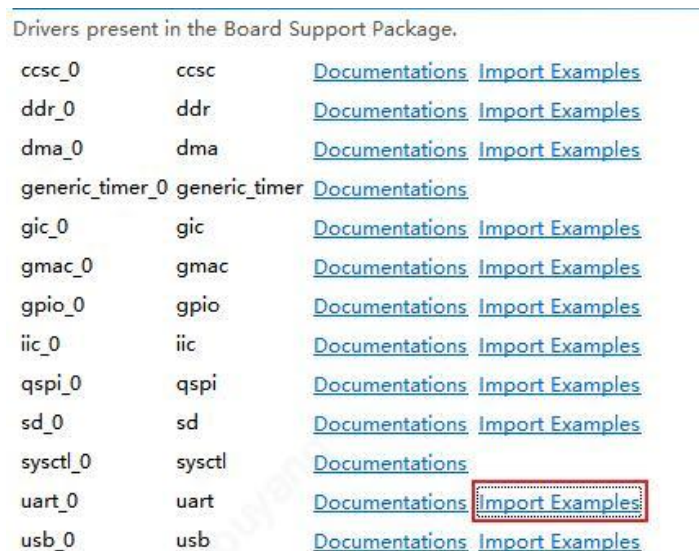 Drivers present in the Board Support Package.
ccsc_0 ccsc Documentations Import Examples
ddr_0 ddr Documentations Import Examples
dma_0 dma Documentations Import Examples
generic_timer_0 generic_timer Documentations
gic_0 gic Documentations Import Examples
gmac_0 gmac Documentations Import Examples
gpio_0 gpio Documentations Import Examples
iic_0 iic Documentations Import Examples
qspi_0 qspi Documentations Import Examples
sd_0 sd Documentations Import Examples
sysctl_0 sysctl Documentations
uart_0 uart Documentations Import Examples
usb_0 usb Documentations Import Examples